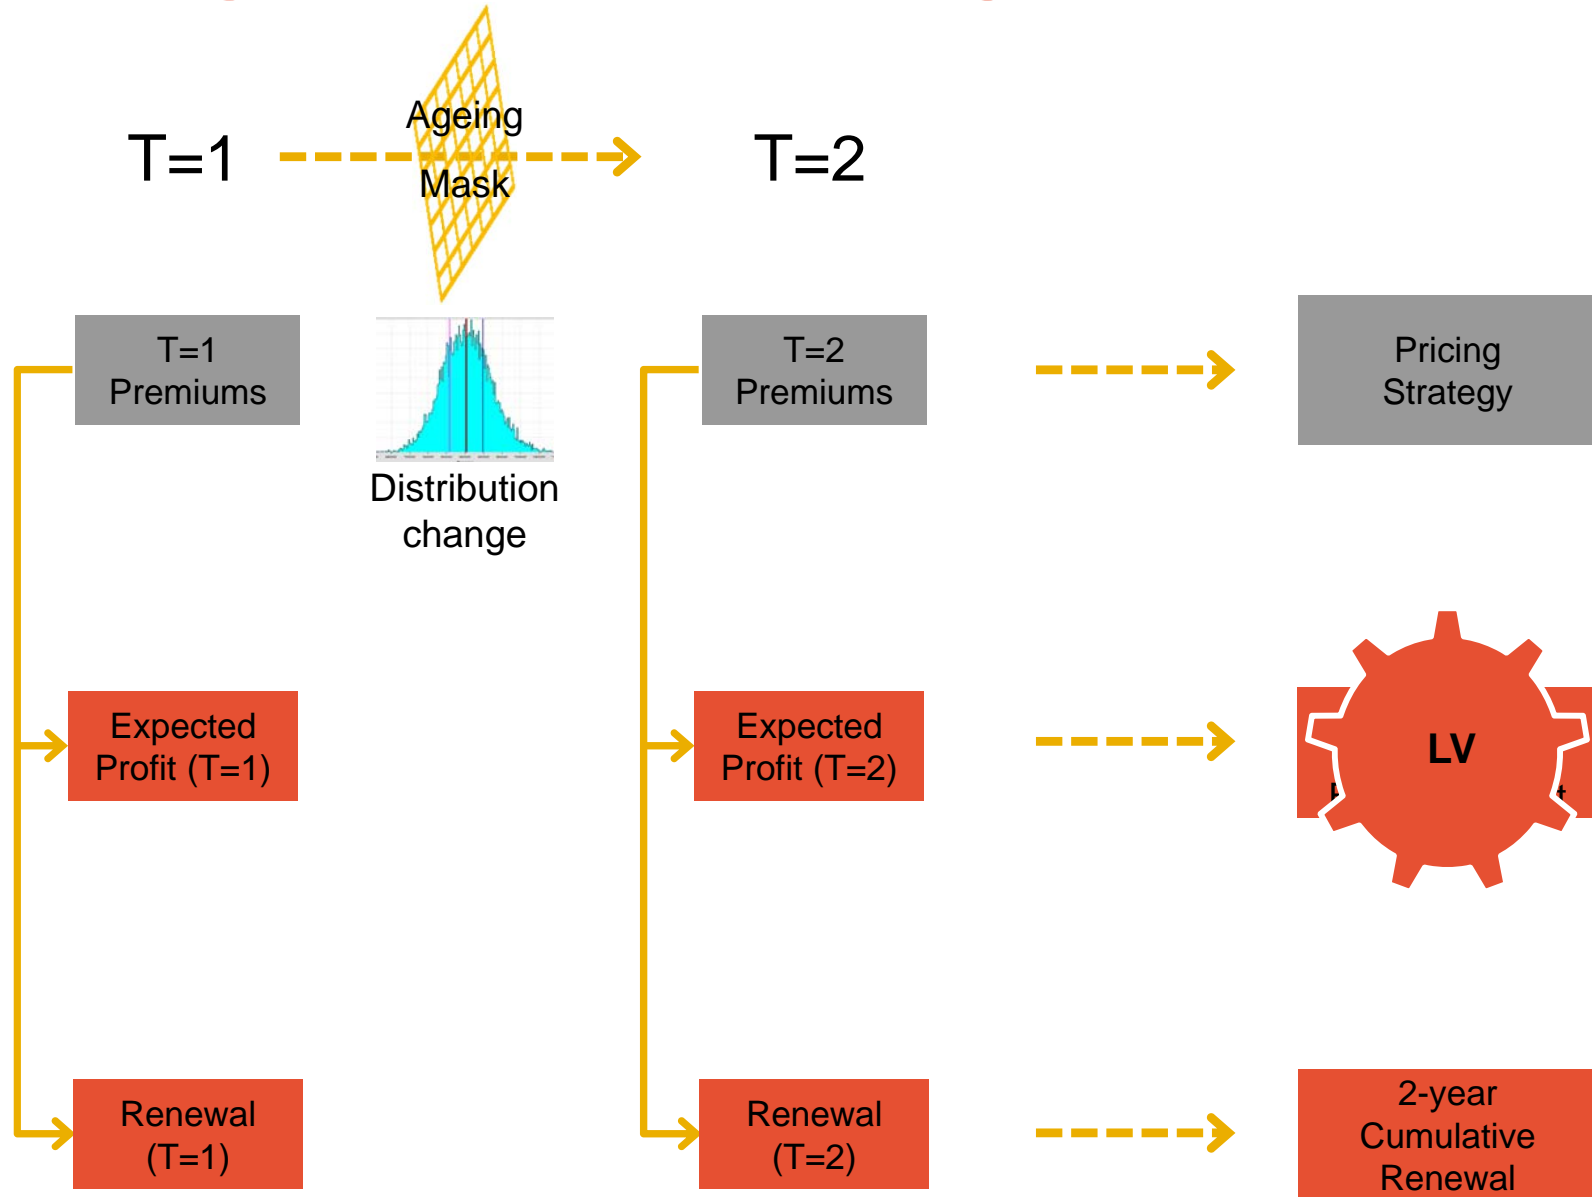 Ageing
Mask
T=1
T=2
T=1
Premiums
T=2
Premiums
Pricing
Strategy
Distribution
change
Expected
Profit (T=1)
Expected
Profit (T=2)
LV
Renewal
(T=1)
Renewal
(T=2)
2-year
Cumulative
Renewal